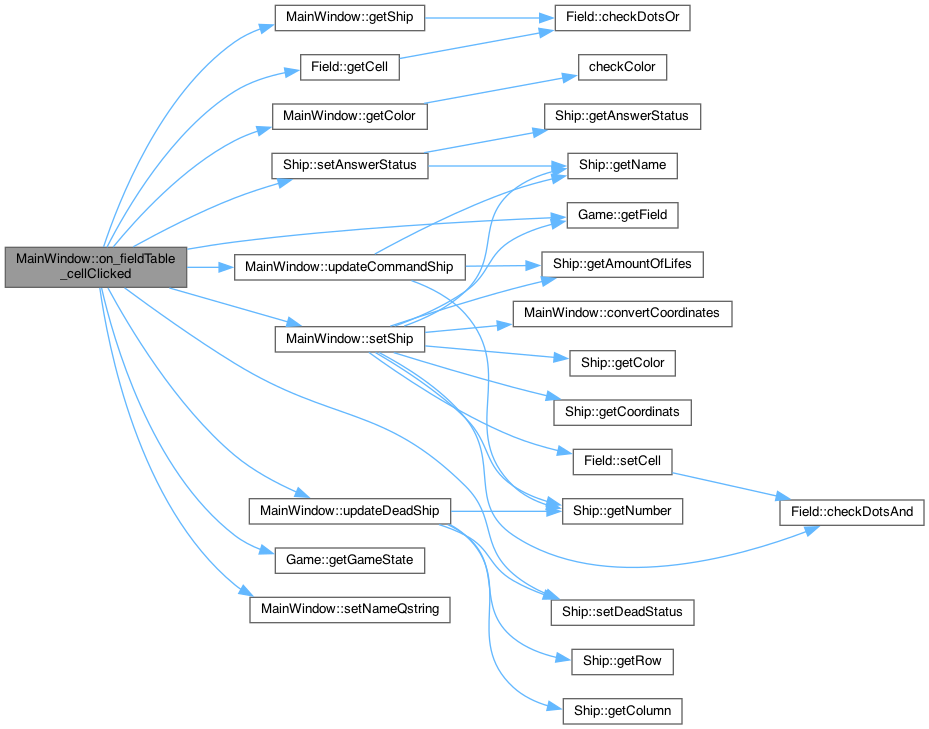 MainWindow::getShip
Field::checkDotsOr
Field::getCell
checkColor
MainWindow::getColor
Ship::getAnswerStatus
Ship::setAnswerStatus
Ship::getName
Game::getField
MainWindow::on_fieldTable
_cellClicked
MainWindow::updateCommandShip
Ship::getAmountOfLifes
MainWindow::convertCoordinates
MainWindow::setShip
Ship::getColor
Ship::getCoordinats
Field::setCell
MainWindow::updateDeadShip
Ship::getNumber
Field::checkDotsAnd
Game::getGameState
MainWindow::setNameQstring
Ship::setDeadStatus
Ship::getRow
Ship::getColumn